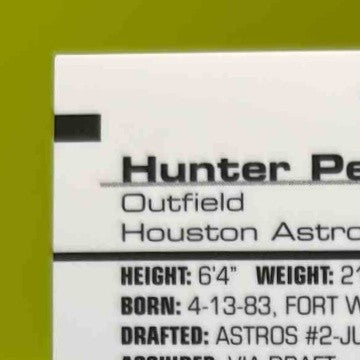 Hunter Pe
Outfield
Houston Astro
HEIGHT: 6'4" WEIGHT: 2
BORN: 4-13-83, FORT W
DRAFTED: ASTROS #2-JU